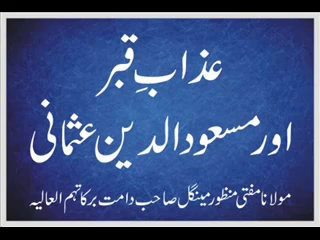 عذابِ قبر
اور مسعود الدین عثمانی
مولانا مفتی منظور مینگل صاحب دامت برکاتہم العالیہ